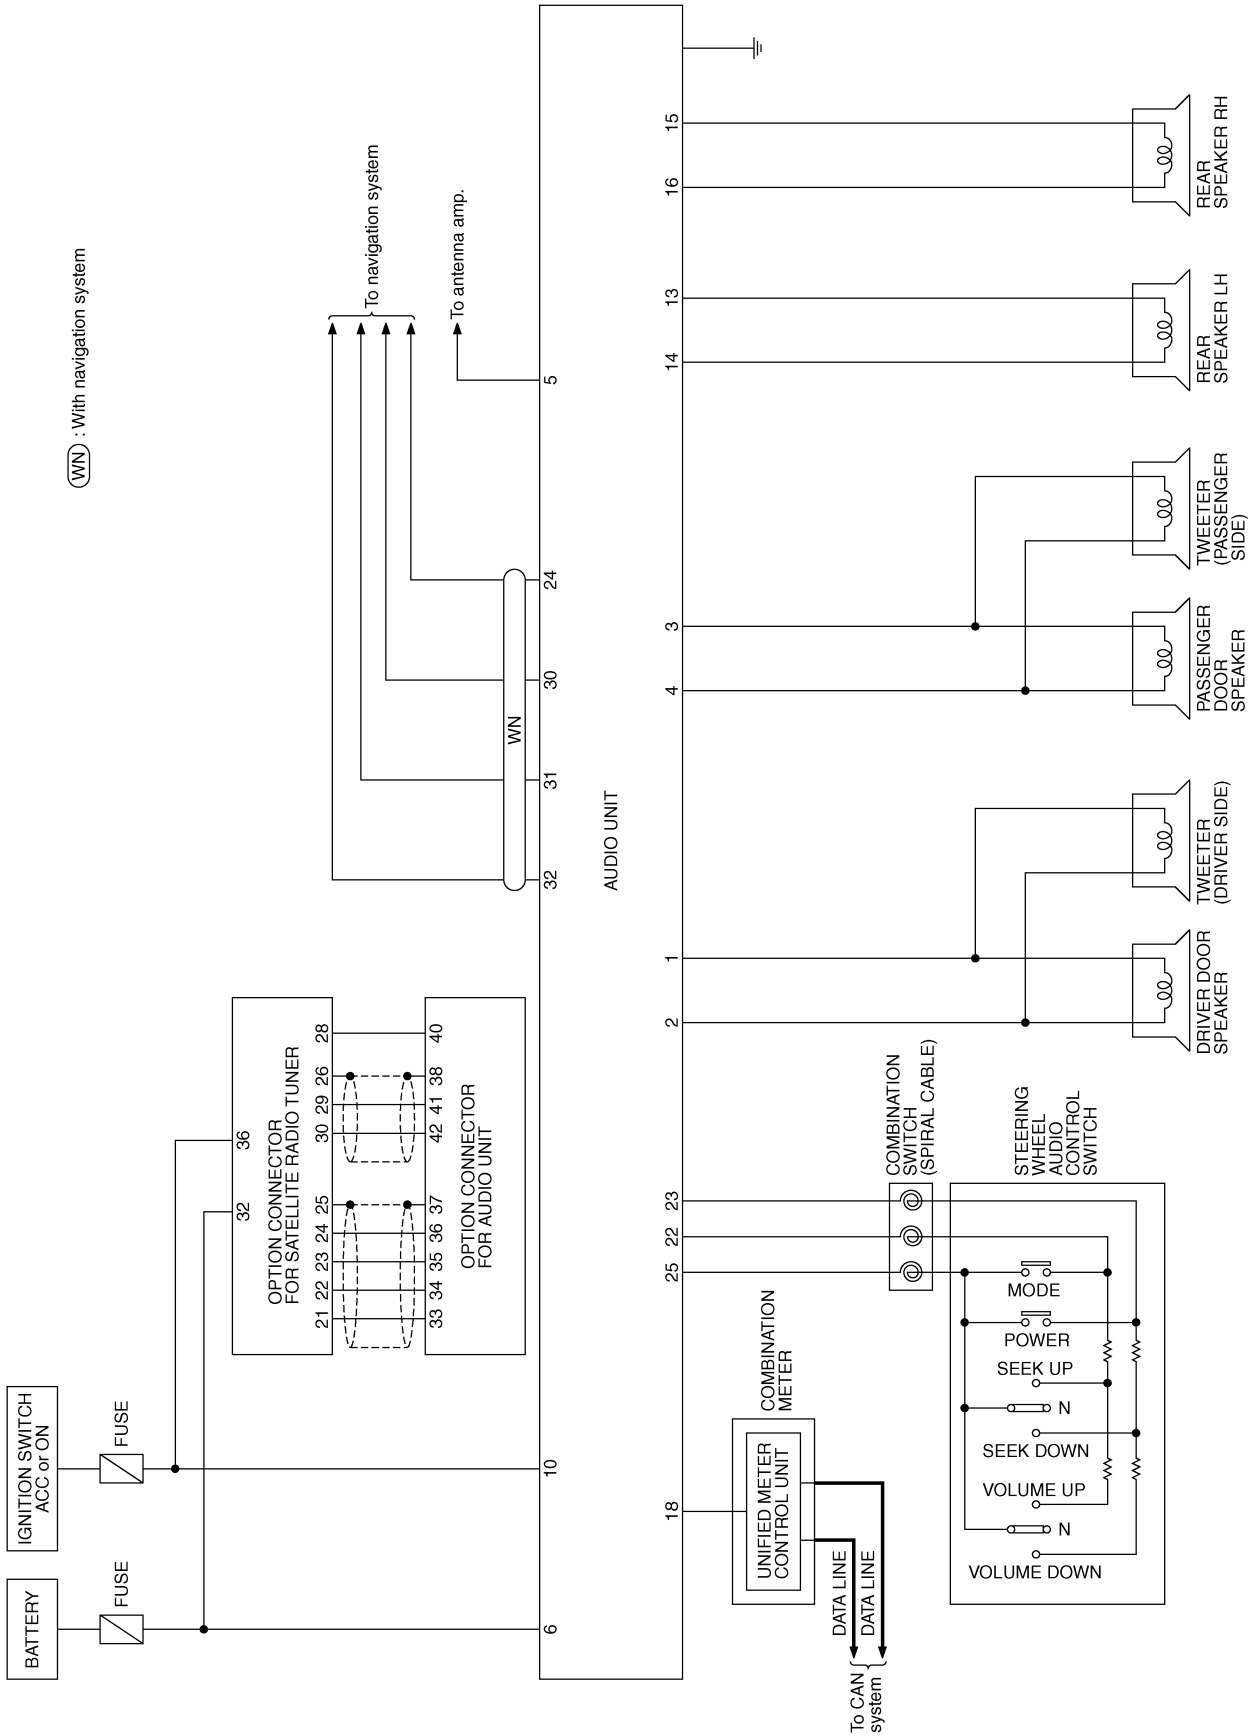 WN : With navigation system
BATTERY
FUSE
IGNITION SWITCH
ACC or ON
FUSE
32
36
OPTION CONNECTOR
FOR SATELLITE RADIO TUNER
21 22 23 24 25 30 29 26 28
33 34 35 36 37 42 41 38 40
OPTION CONNECTOR
FOR AUDIO UNIT
To navigation system
To antenna amp.
WN
6 10 32 31 30 24 5
AUDIO UNIT
18 25 22 23 2 1 4 3 14 13 16 15
COMBINATION
METER
UNIFIED METER
CONTROL UNIT
DATA LINE
DATA LINE
To CAN
system
COMBINATION
SWITCH
(SPIRAL CABLE)
STEERING
WHEEL
AUDIO
CONTROL
SWITCH
MODE
POWER
SEEK UP
N
SEEK DOWN
VOLUME UP
N
VOLUME DOWN
DRIVER DOOR
SPEAKER
TWEETER
(DRIVER SIDE)
PASSENGER
DOOR
SPEAKER
TWEETER
(PASSENGER
SIDE)
REAR
SPEAKER LH
REAR
SPEAKER RH